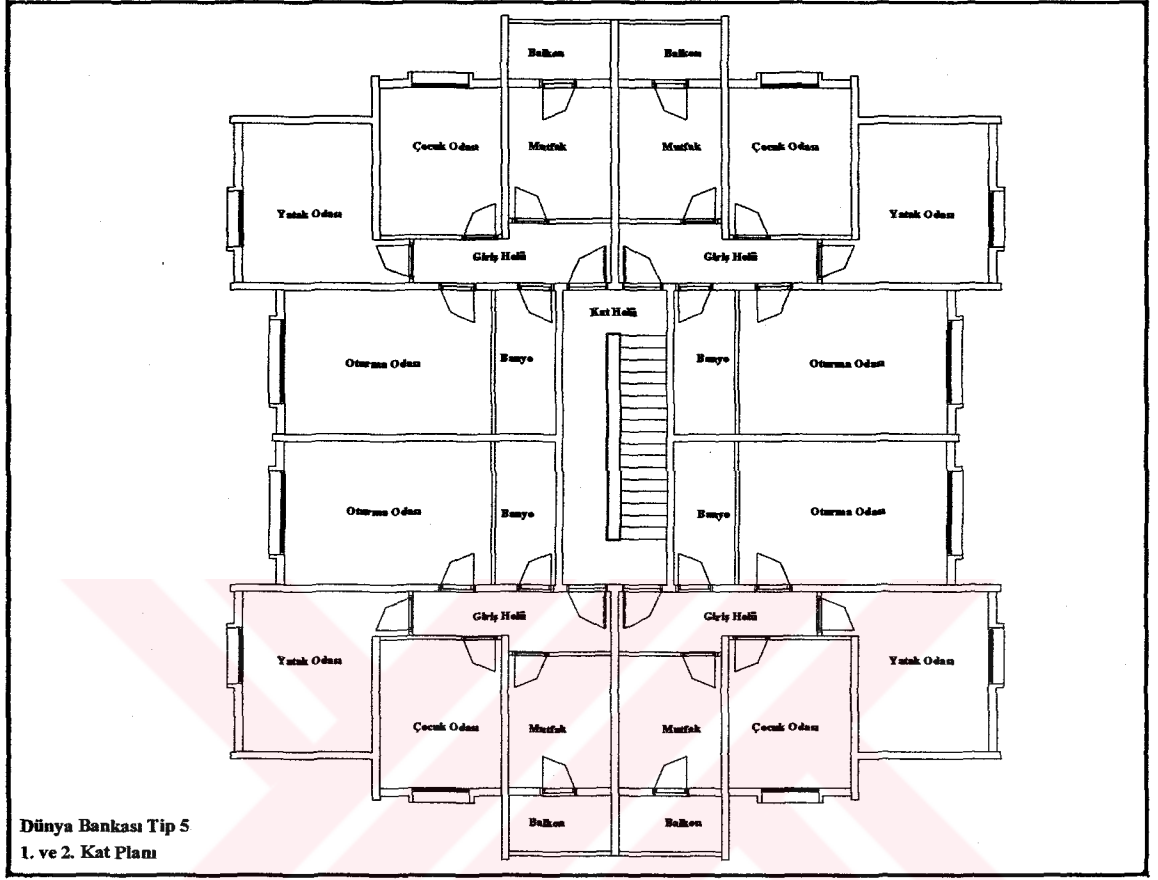 Balkon Balkon
Çocuk Odası Mutfak Mutfak Çocuk Odası
Yatak Odası Yatak Odası
Giriş Holü Giriş Holü
Kat Holü
Oturma Odası Banyo Banyo Oturma Odası
Oturma Odası Banyo Banyo Oturma Odası
Giriş Holü Giriş Holü
Yatak Odası Yatak Odası
Çocuk Odası Mutfak Mutfak Çocuk Odası
Balkon Balkon
Dünya Bankası Tip 5
1. ve 2. Kat Planı